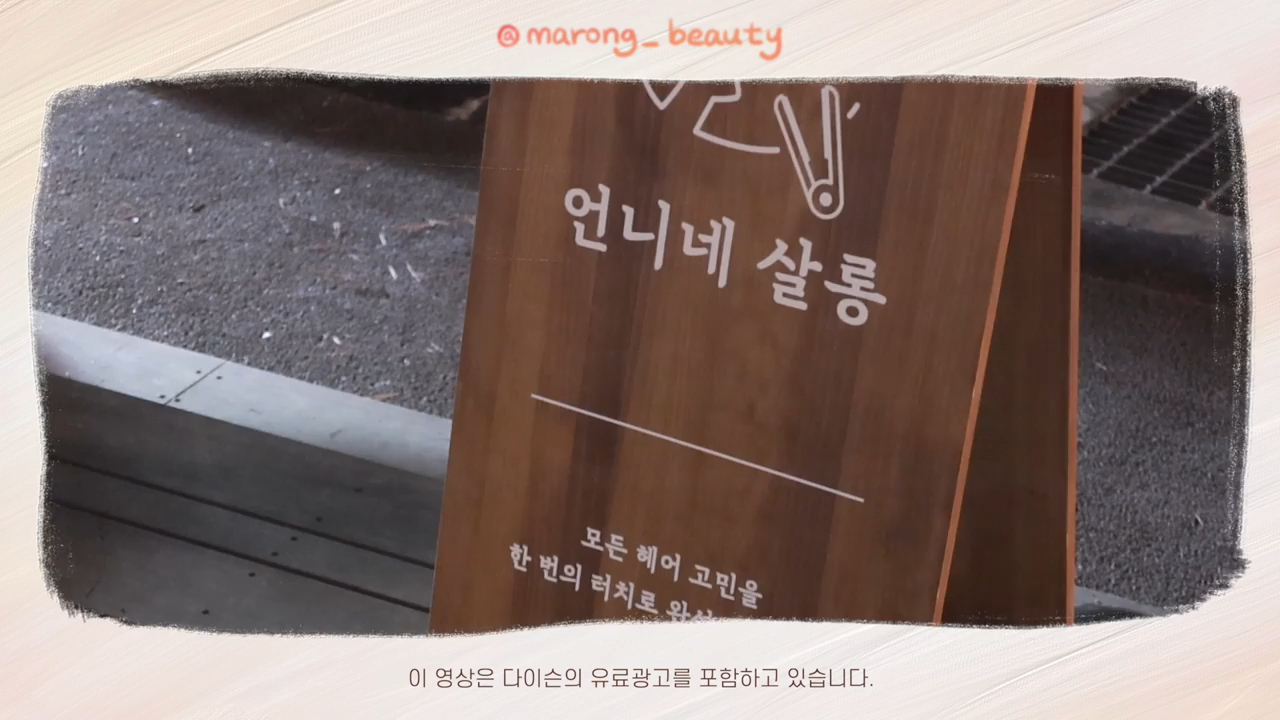 @marong_beauty
언니네 살롱
모든 헤어 고민을
한 번의 터치로
이 영상은 다이슨의 유료광고를 포함하고 있습니다.